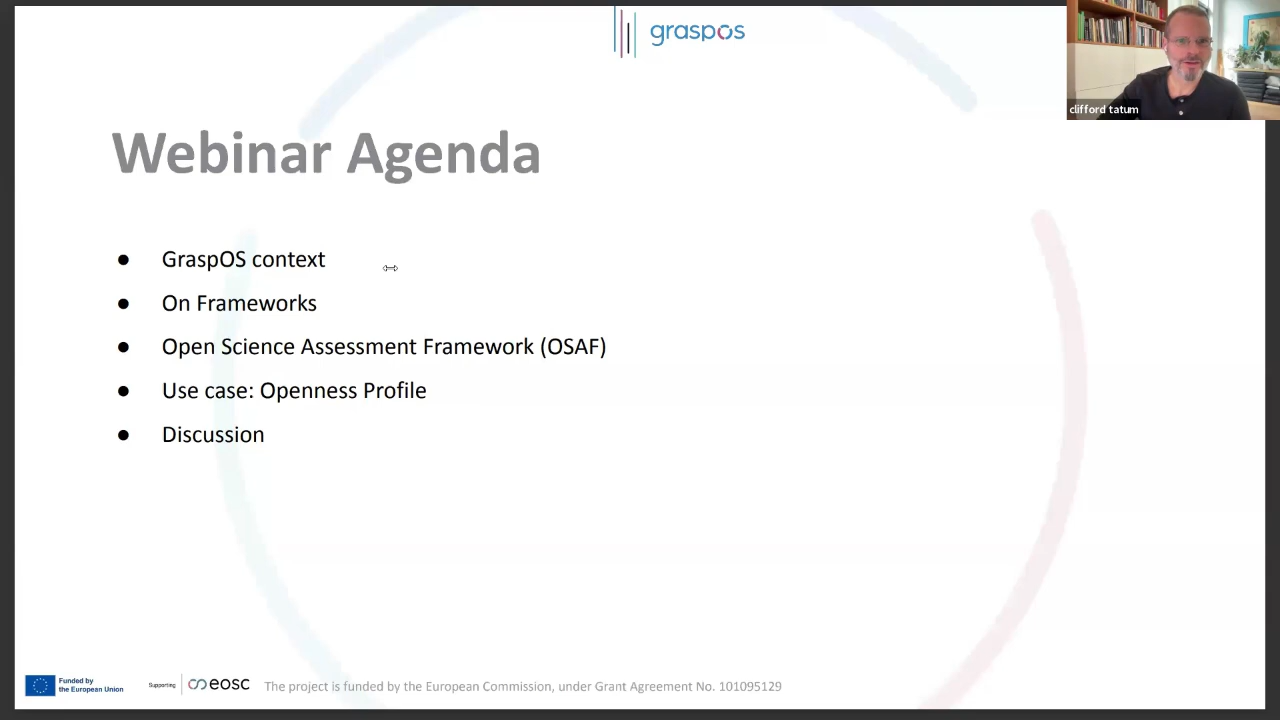 graspos
clifford tatum
Webinar Agenda
● GraspOS context
● On Frameworks
● Open Science Assessment Framework (OSAF)
● Use case: Openness Profile
● Discussion
Funded by
the European Union
Supporting
eosc
The project is funded by the European Commission, under Grant Agreement No. 101095129